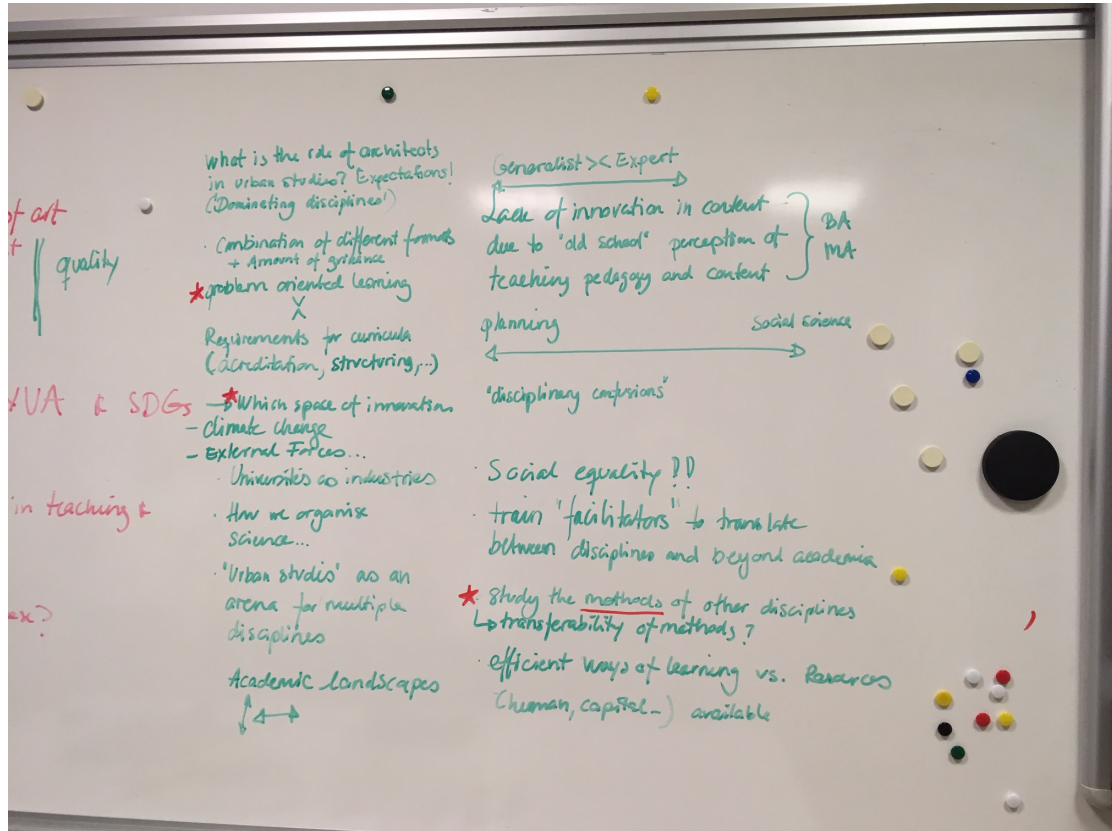 of art
t
quality
VUA & SDGs
in teaching &
ex?
What is the role of architects
in urban studies? Expectations!
('Dominating disciplines')
· Combination of different formats
+ Amount of guidance
* problem oriented learning
Requirements for curricula
(acreditation, structuring,...)
* → Which space of innovation
- Climate change
- External Forces...
· Universities as industries
· How we organise
science...
· 'Urban studies' as an
arena for multiple
disciplines
Academic landscapes
Generalist >< Expert
Lack of innovation in content
due to "old school" perception of
teaching pedagogy and content
BA
MA
planning
Social science
"disciplinary confusions"
· Social equality !!
· train "facilitators" to translate
between disciplines and beyond academia
* · Study the methods of other disciplines
↳ transferability of methods?
· efficient ways of learning vs. Resources
(human, capital...) available